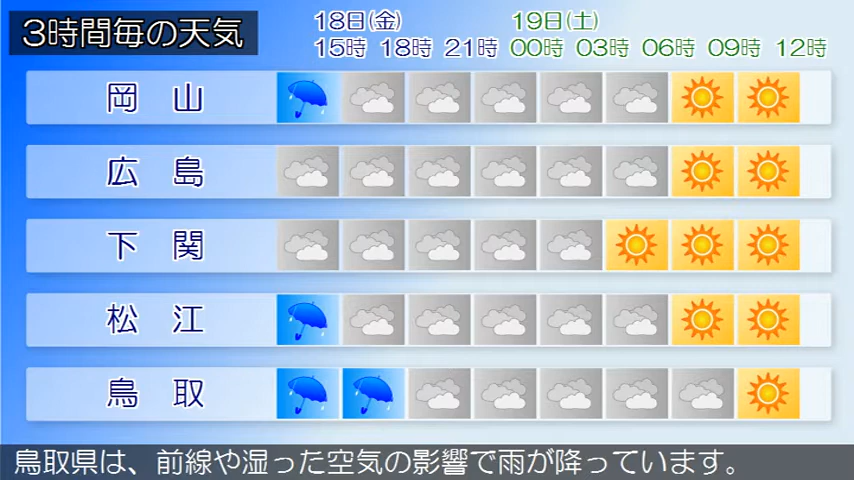 3時間毎の天気
18日(金) 19日(土)
15時 18時 21時 00時 03時 06時 09時 12時
岡山
広島
下関
松江
鳥取
鳥取県は、前線や湿った空気の影響で雨が降っています。